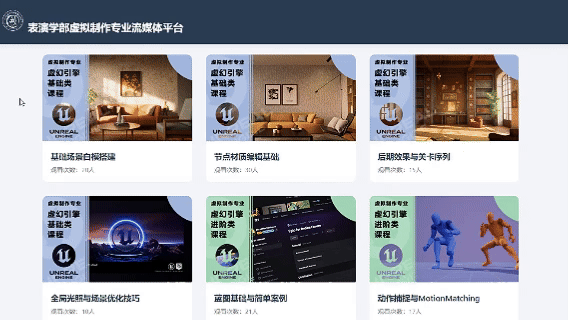 表演学部虚拟制作专业流媒体平台
虚拟制作专业
虚幻引擎
基础类
课程
UNREAL
ENGINE
基础场景白模搭建
观看次数：
虚拟制作专业
虚幻引擎
基础类
课程
UNREAL
ENGINE
节点材质编辑基础
观看次数：30人
虚拟制作专业
虚幻引擎
基础类
课程
UNREAL
ENGINE
后期效果与关卡序列
观看次数：15人
虚拟制作专业
虚幻引擎
基础类
课程
UNREAL
ENGINE
全局光照与场景优化技巧
观看次数：
虚拟制作专业
虚幻引擎
进阶类
课程
UNREAL
ENGINE
蓝图基础与简单案例
观看次数：21人
虚拟制作专业
虚幻引擎
进阶类
课程
UNREAL
ENGINE
动作捕捉与MotionMatching
观看次数：17人